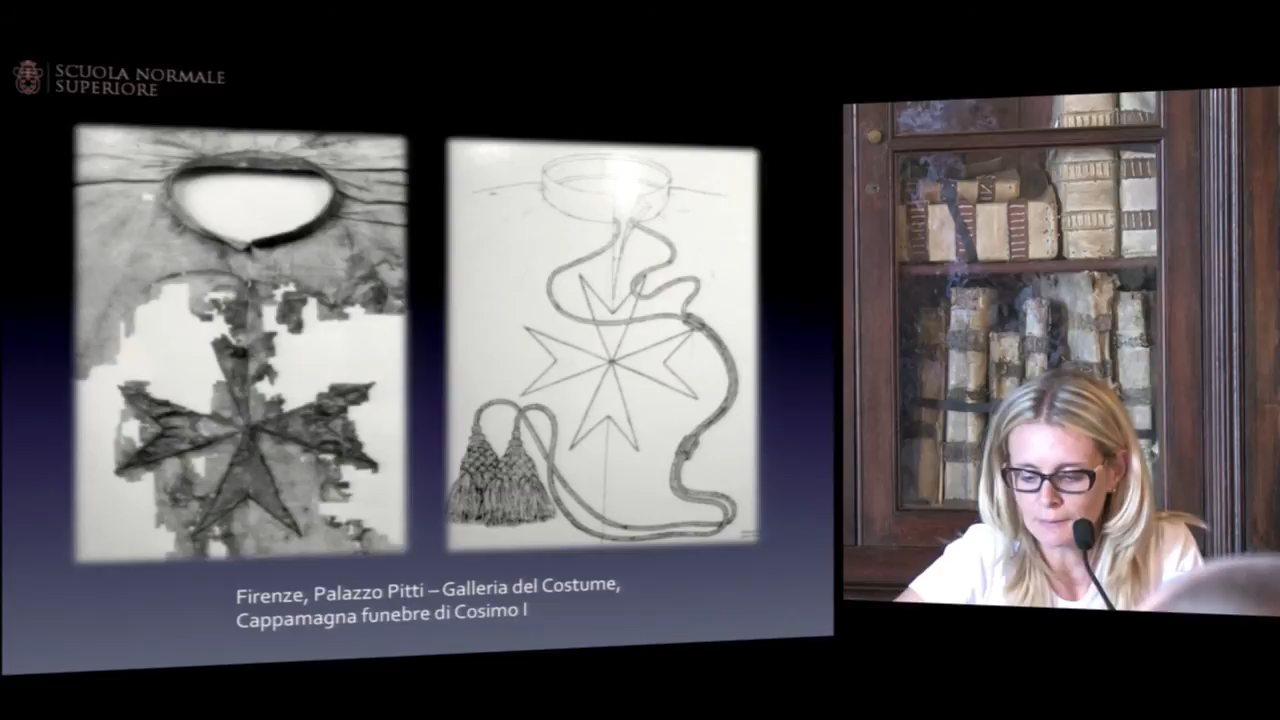 SCUOLA NORMALE
SUPERIORE
Firenze, Palazzo Pitti – Galleria del Costume,
Cappamagna funebre di Cosimo I